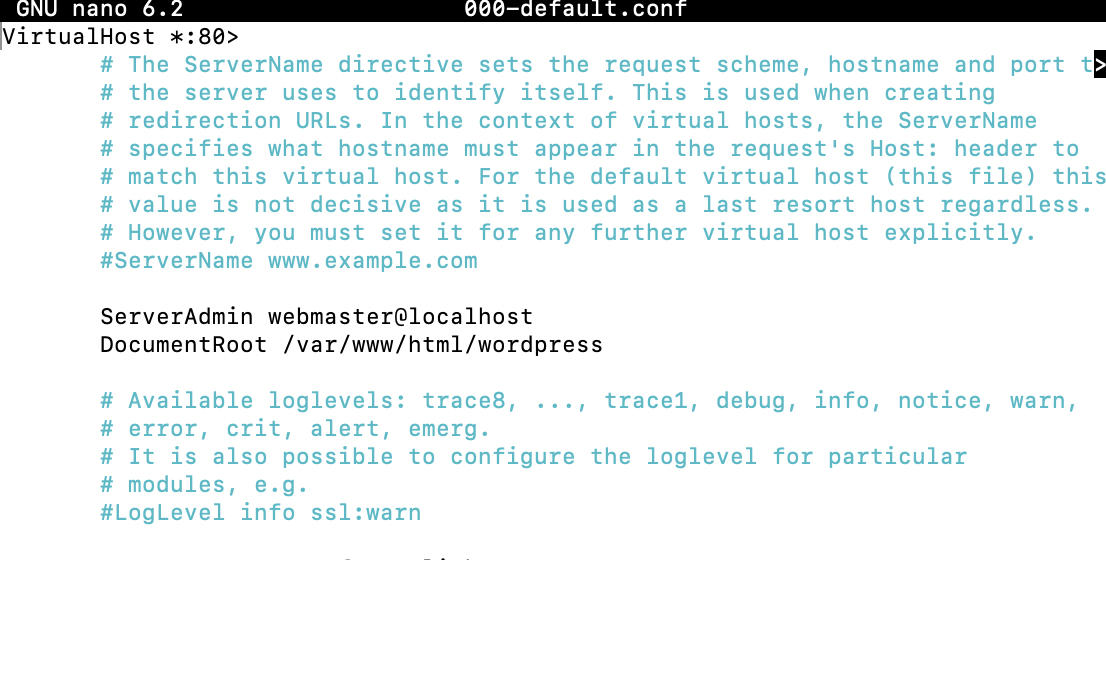 GNU nano 6.2 000-default.conf
VirtualHost *:80>
# The ServerName directive sets the request scheme, hostname and port t>
# the server uses to identify itself. This is used when creating
# redirection URLs. In the context of virtual hosts, the ServerName
# specifies what hostname must appear in the request's Host: header to
# match this virtual host. For the default virtual host (this file) this
# value is not decisive as it is used as a last resort host regardless.
# However, you must set it for any further virtual host explicitly.
#ServerName www.example.com
ServerAdmin webmaster@localhost
DocumentRoot /var/www/html/wordpress
# Available loglevels: trace8, ..., trace1, debug, info, notice, warn,
# error, crit, alert, emerg.
# It is also possible to configure the loglevel for particular
# modules, e.g.
#LogLevel info ssl:warn